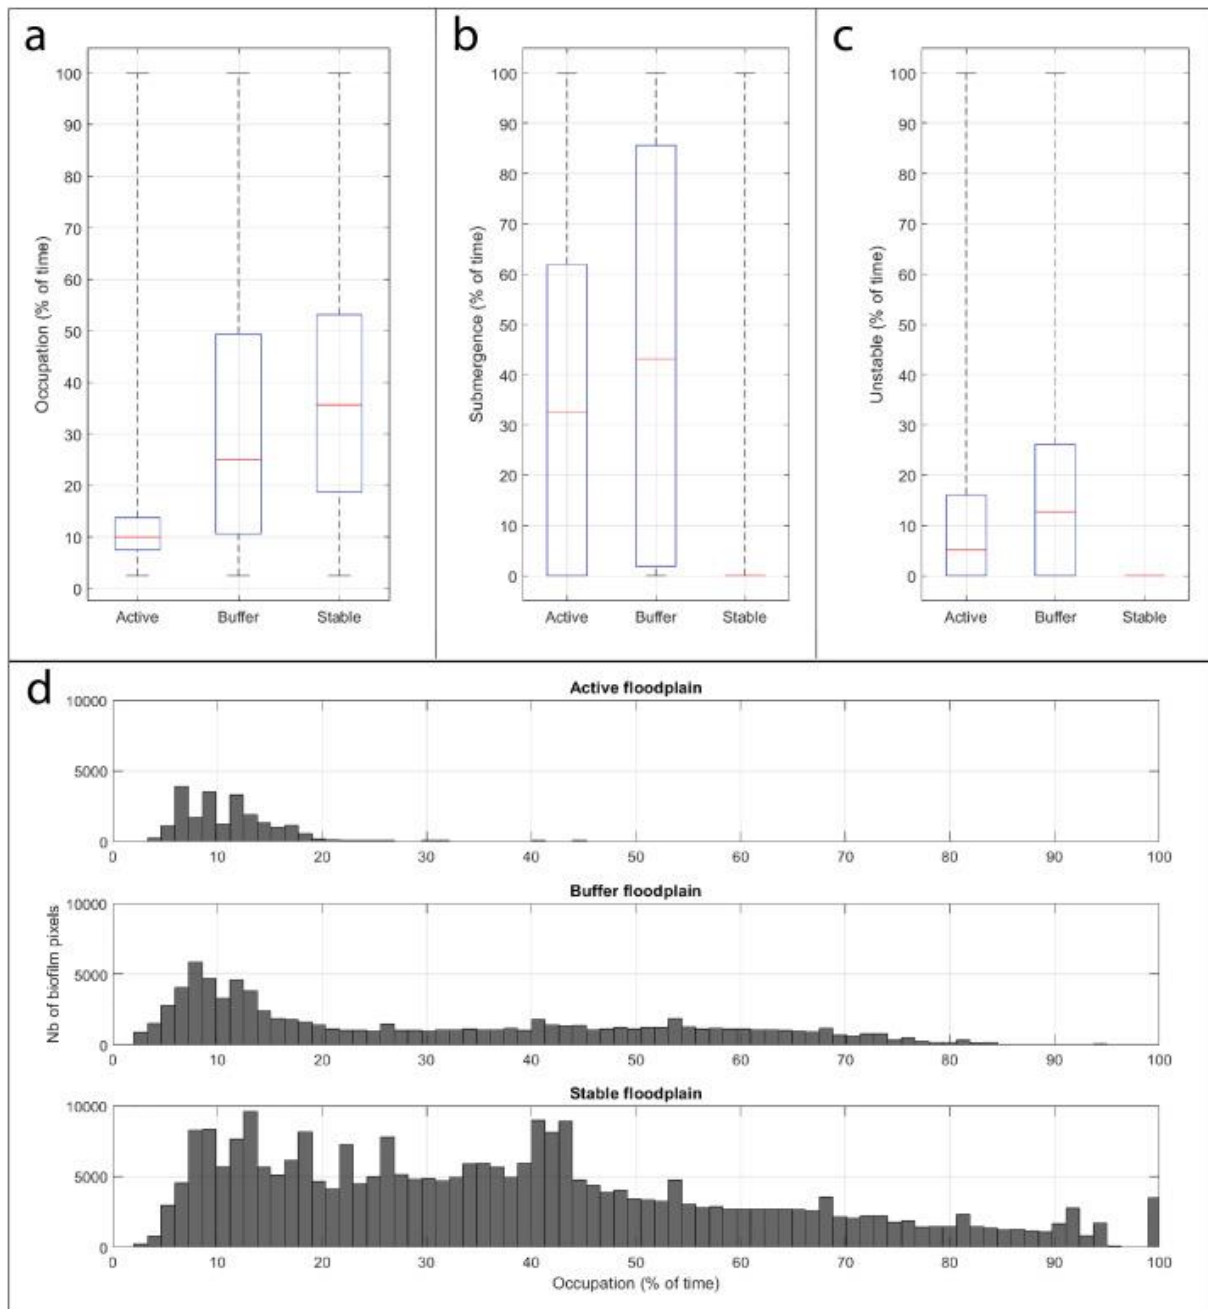 a
Occupation (% of time)
100
90
80
70
60
50
40
30
20
10
0
Active Buffer Stable
b
Submergence (% of time)
100
90
80
70
60
50
40
30
20
10
0
Active Buffer Stable
c
Unstable (% of time)
100
90
80
70
60
50
40
30
20
10
0
Active Buffer Stable
d
Active floodplain
10000
5000
0
0 10 20 30 40 50 60 70 80 90 100
Buffer floodplain
Nb of biofilm pixels
10000
5000
0
0 10 20 30 40 50 60 70 80 90 100
Stable floodplain
10000
5000
0
0 10 20 30 40 50 60 70 80 90 100
Occupation (% of time)